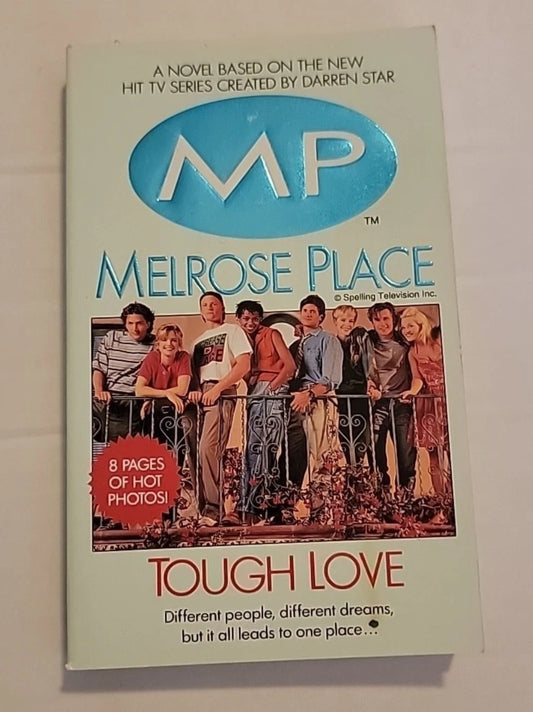 A NOVEL BASED ON THE NEW
HIT TV SERIES CREATED BY DARREN STAR
MP
TM
MELROSE PLACE
© Spelling Television Inc.
8 PAGES
OF HOT
PHOTOS!
TOUGH LOVE
Different people, different dreams,
but it all leads to one place...